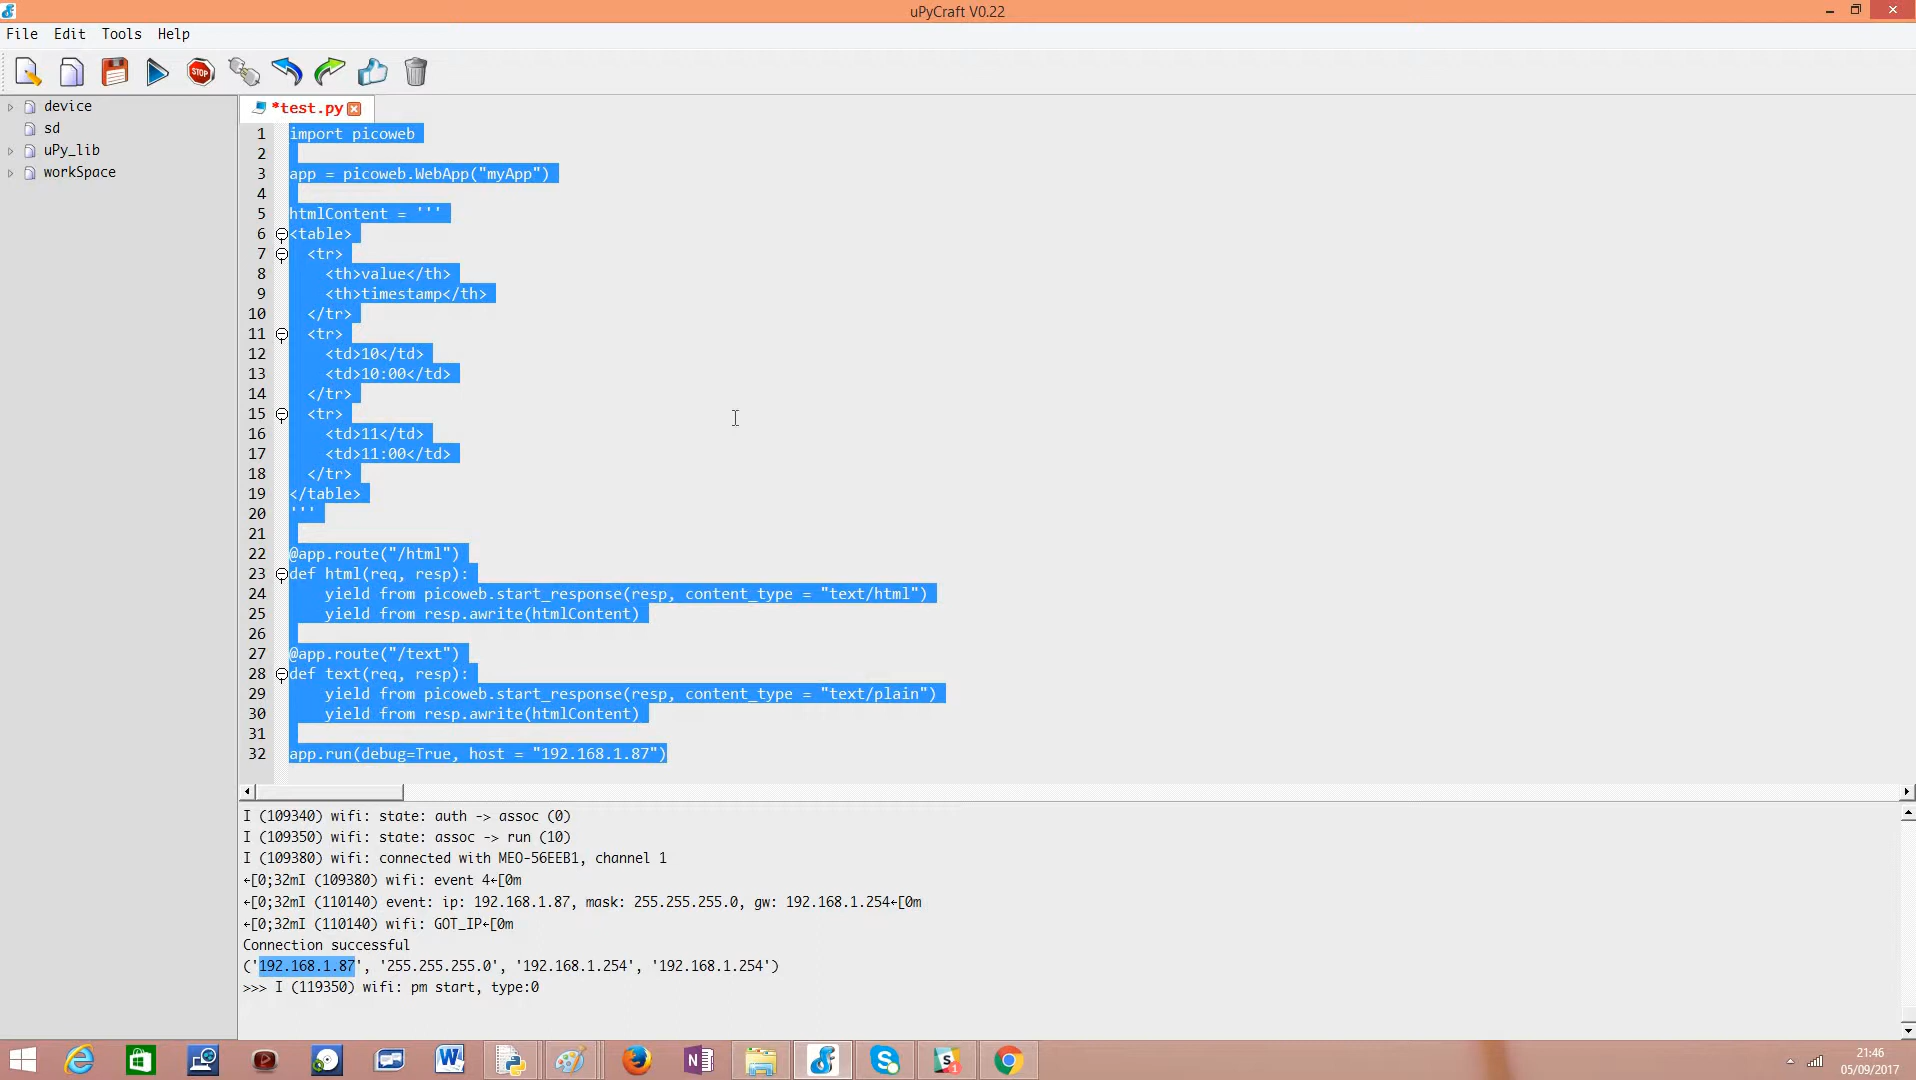 uPyCraft V0.22
File Edit Tools Help
STOP
device
sd
uPy_lib
workSpace
*test.py
1 import picoweb
2
3 app = picoweb.WebApp("myApp")
4
5 htmlContent = '''
6 <table>
7 <tr>
8 <th>value</th>
9 <th>timestamp</th>
10 </tr>
11 <tr>
12 <td>10</td>
13 <td>10:00</td>
14 </tr>
15 <tr>
16 <td>11</td>
17 <td>11:00</td>
18 </tr>
19 </table>
20 '''
21
22 @app.route("/html")
23 def html(req, resp):
24 yield from picoweb.start_response(resp, content_type = "text/html")
25 yield from resp.awrite(htmlContent)
26
27 @app.route("/text")
28 def text(req, resp):
29 yield from picoweb.start_response(resp, content_type = "text/plain")
30 yield from resp.awrite(htmlContent)
31
32 app.run(debug=True, host = "192.168.1.87")
I (109340) wifi: state: auth -> assoc (0)
I (109350) wifi: state: assoc -> run (10)
I (109380) wifi: connected with MEO-56EEB1, channel 1
←[0;32mI (109380) wifi: event 4←[0m
←[0;32mI (110140) event: ip: 192.168.1.87, mask: 255.255.255.0, gw: 192.168.1.254←[0m
←[0;32mI (110140) wifi: GOT_IP←[0m
Connection successful
('192.168.1.87', '255.255.255.0', '192.168.1.254', '192.168.1.254')
>>> I (119350) wifi: pm start, type:0
21:46
05/09/2017